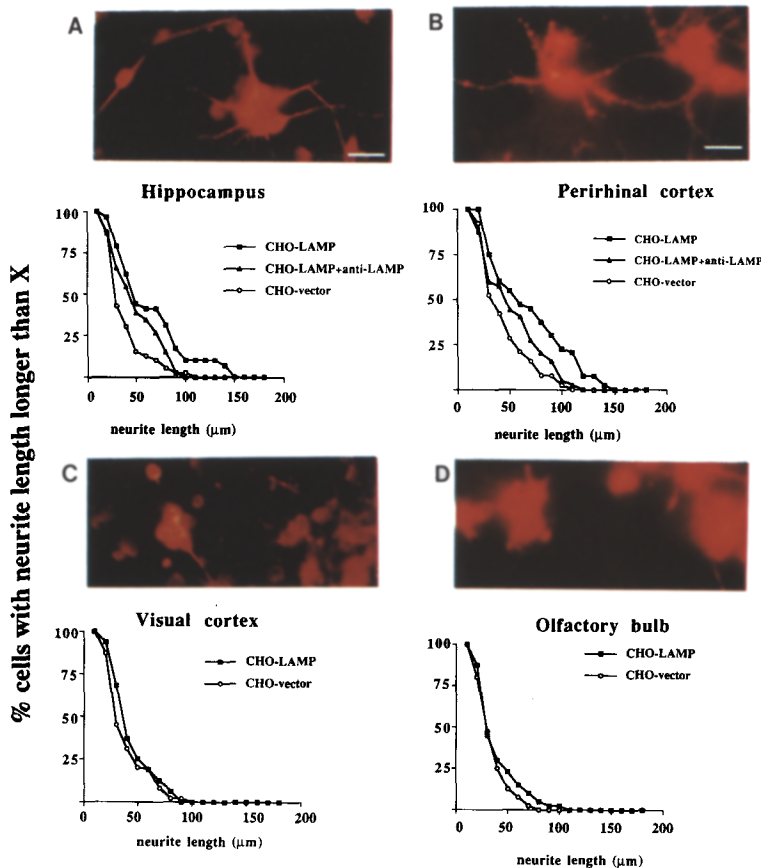 A
B
% cells with neurite length longer than X
Hippocampus
100
75
50
25
CHO-LAMP
CHO-LAMP+anti-LAMP
CHO-vector
0 50 100 150 200
neurite length (μm)
Perirhinal cortex
100
75
50
25
CHO-LAMP
CHO-LAMP+anti-LAMP
CHO-vector
0 50 100 150 200
neurite length (μm)
C
D
Visual cortex
100
75
50
25
CHO-LAMP
CHO-vector
0 50 100 150 200
neurite length (μm)
Olfactory bulb
100
75
50
25
CHO-LAMP
CHO-vector
0 50 100 150 200
neurite length (μm)